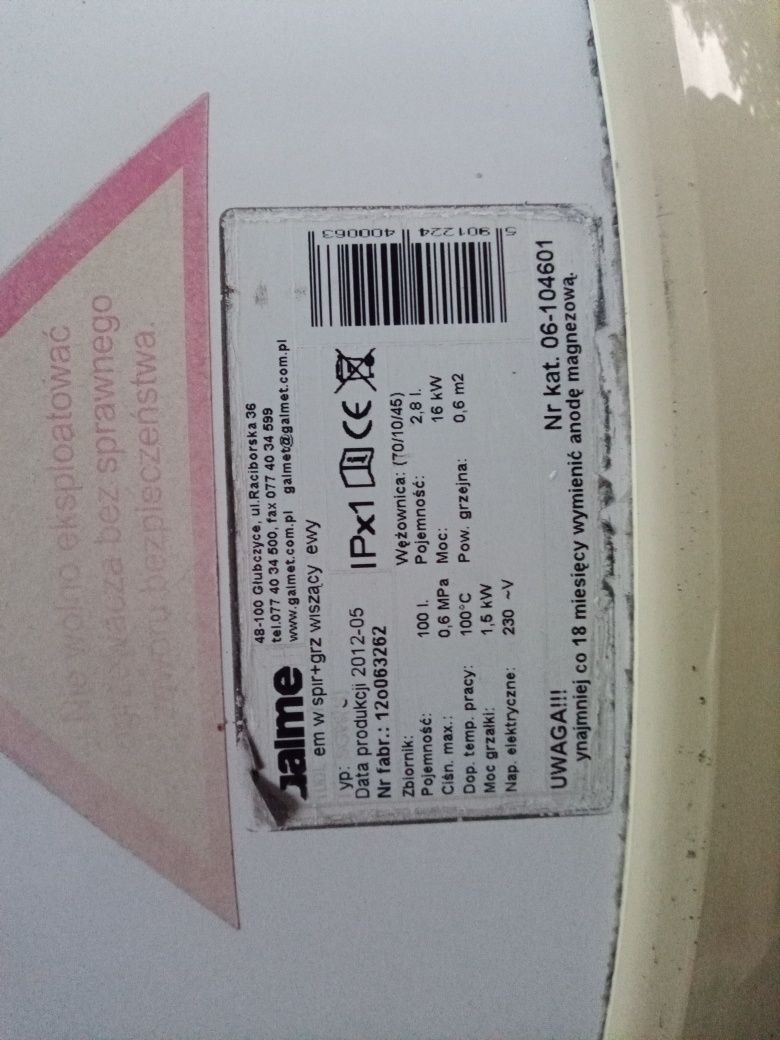 nie wolno eksploatować
bez sprawnego
bezpieczeństwa.
galme
48-100 Głubczyce, ul.Raciborska 36
tel.077 40 34 500, fax 077 40 34 599
www.galmet.com.pl galmet@galmet.com.pl
em w spir+grz wiszący ewy
yp:
Data produkcji 2012-05
Nr fabr.: 12o063262
IPx1 CE
5 901224 400063
Zbiornik:
Pojemność: 100 l.
Ciśn. max.: 0,6 MPa
Dop. temp. pracy: 100°C
Moc grzałki: 1,5 kW
Nap. elektryczne: 230 ~V
Wężownica: (70/10/45)
Pojemność: 2,8 l.
Moc: 16 kW
Pow. grzejna: 0,6 m2
Nr kat. 06-104601
UWAGA!!!
ynajmniej co 18 miesięcy wymienić anodę magnezową.